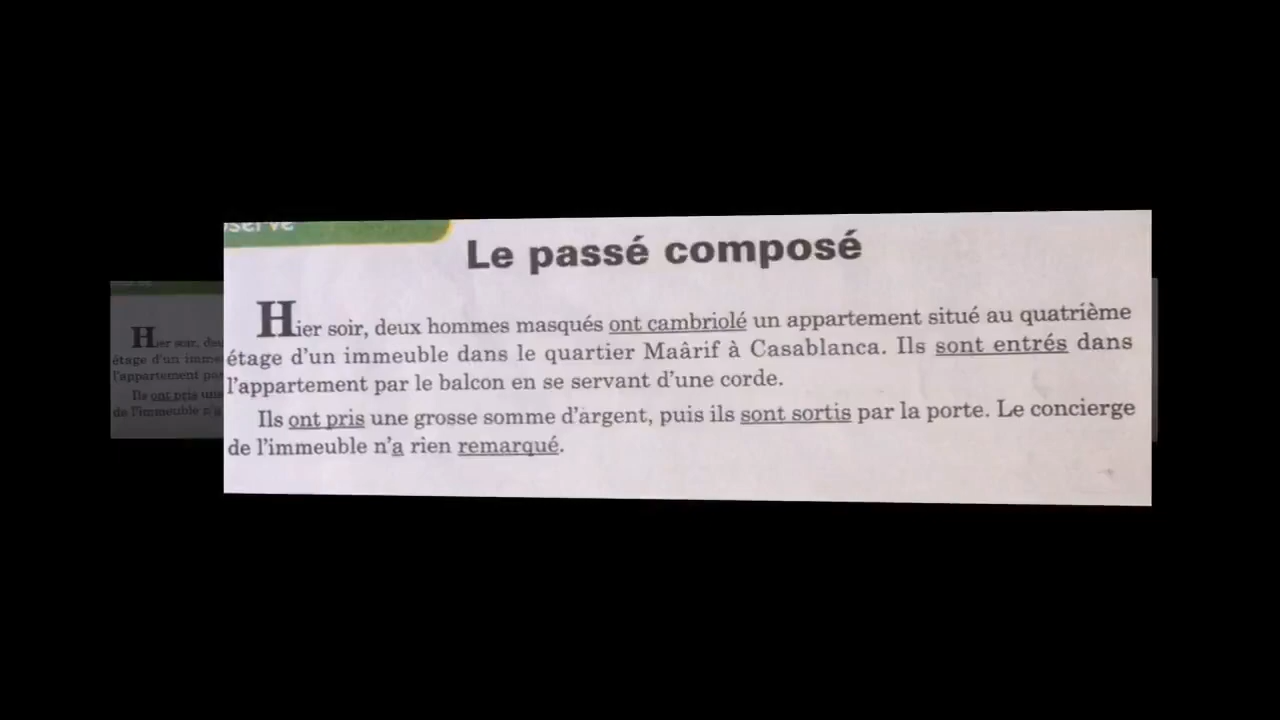 Le passé composé
Hier soir, deux hommes masqués ont cambriolé un appartement situé au quatrième
étage d'un immeuble dans le quartier Maârif à Casablanca. Ils sont entrés dans
l'appartement par le balcon en se servant d'une corde.
Ils ont pris une grosse somme d'argent, puis ils sont sortis par la porte. Le concierge
de l'immeuble n'a rien remarqué.